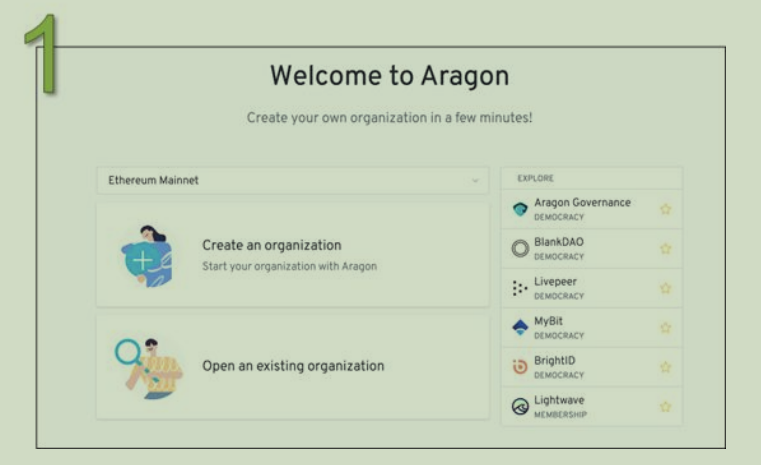 1
Welcome to Aragon
Create your own organization in a few minutes!
Ethereum Mainnet
Create an organization
Start your organization with Aragon
Open an existing organization
EXPLORE
Aragon Governance
DEMOCRACY
BlankDAO
DEMOCRACY
Livepeer
DEMOCRACY
MyBit
DEMOCRACY
BrightID
DEMOCRACY
Lightwave
MEMBERSHIP